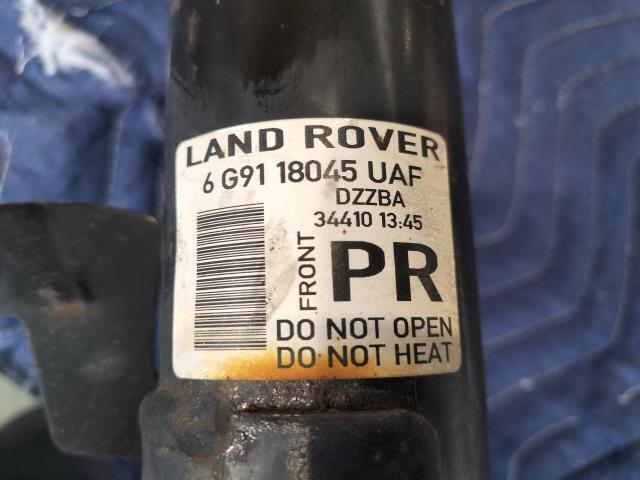 LAND ROVER
6 G91 18045 UAF
DZZBA
34410 13:45
FRONT
PR
DO NOT OPEN
DO NOT HEAT